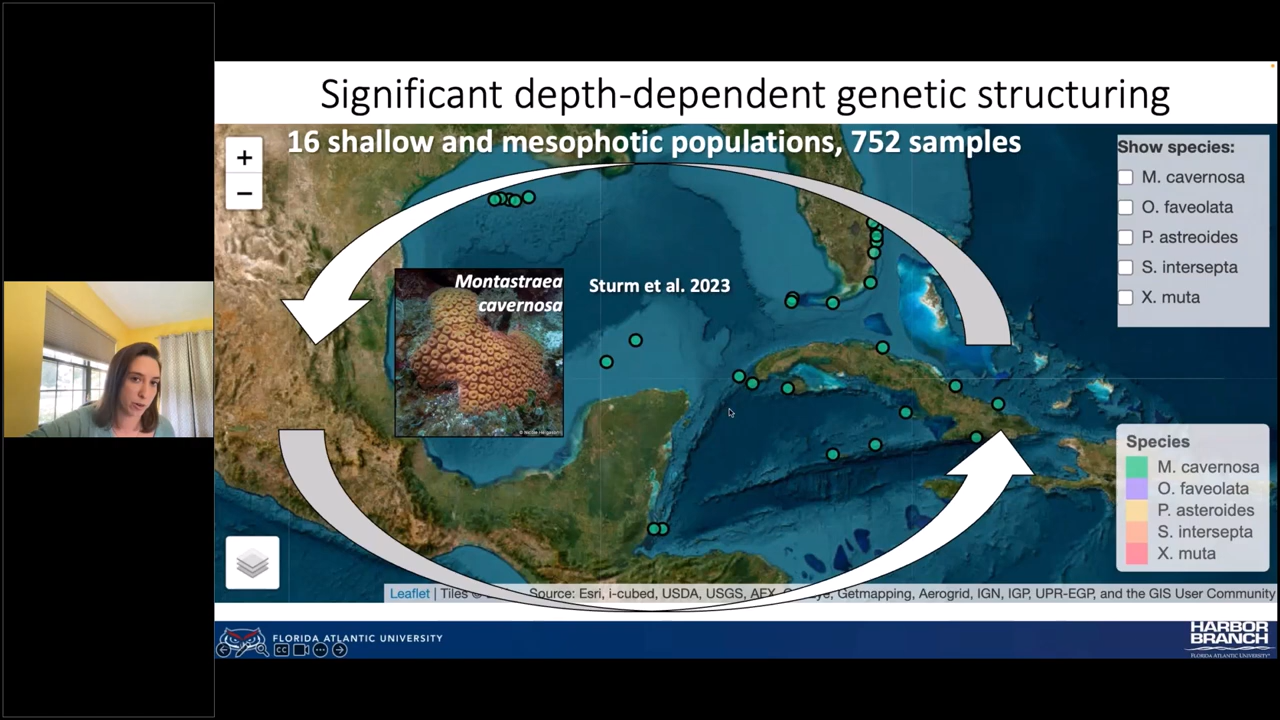 Significant depth-dependent genetic structuring
16 shallow and mesophotic populations, 752 samples
+
−
Show species:
M. cavernosa
O. faveolata
P. astreoides
S. intersepta
X. muta
Montastraea
cavernosa
Sturm et al. 2023
Species
M. cavernosa
O. faveolata
P. asteroides
S. intersepta
X. muta
Leaflet | Tiles Source: Esri, i-cubed, USDA, USGS, AEX, Getmapping, Aerogrid, IGN, IGP, UPR-EGP, and the GIS User Community
FLORIDA ATLANTIC UNIVERSITY
CC
HARBOR
BRANCH
FLORIDA ATLANTIC UNIVERSITY